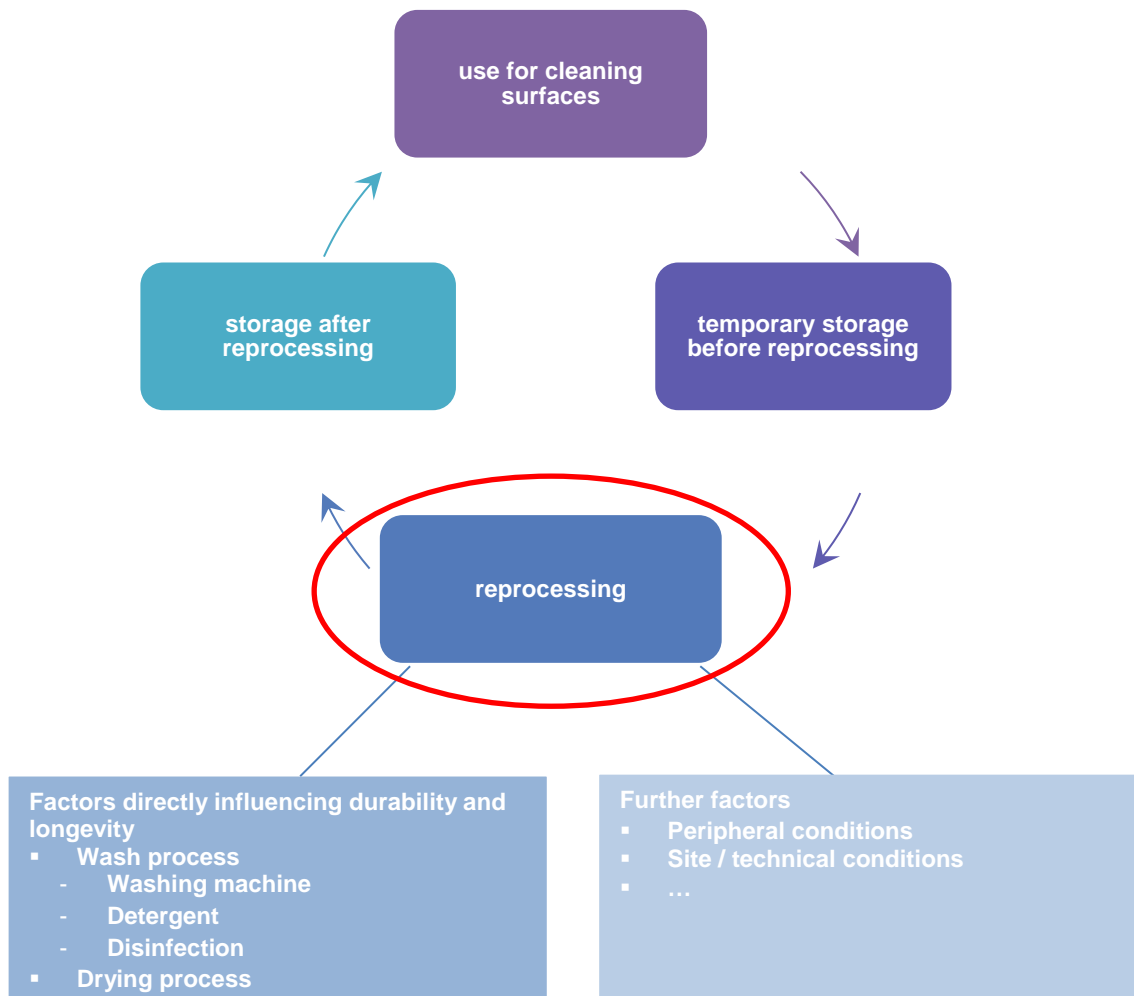 use for cleaning
surfaces
storage after
reprocessing
temporary storage
before reprocessing
reprocessing
Factors directly influencing durability and
longevity
▪ Wash process
- Washing machine
- Detergent
- Disinfection
▪ Drying process
Further factors
▪ Peripheral conditions
▪ Site / technical conditions
▪ …